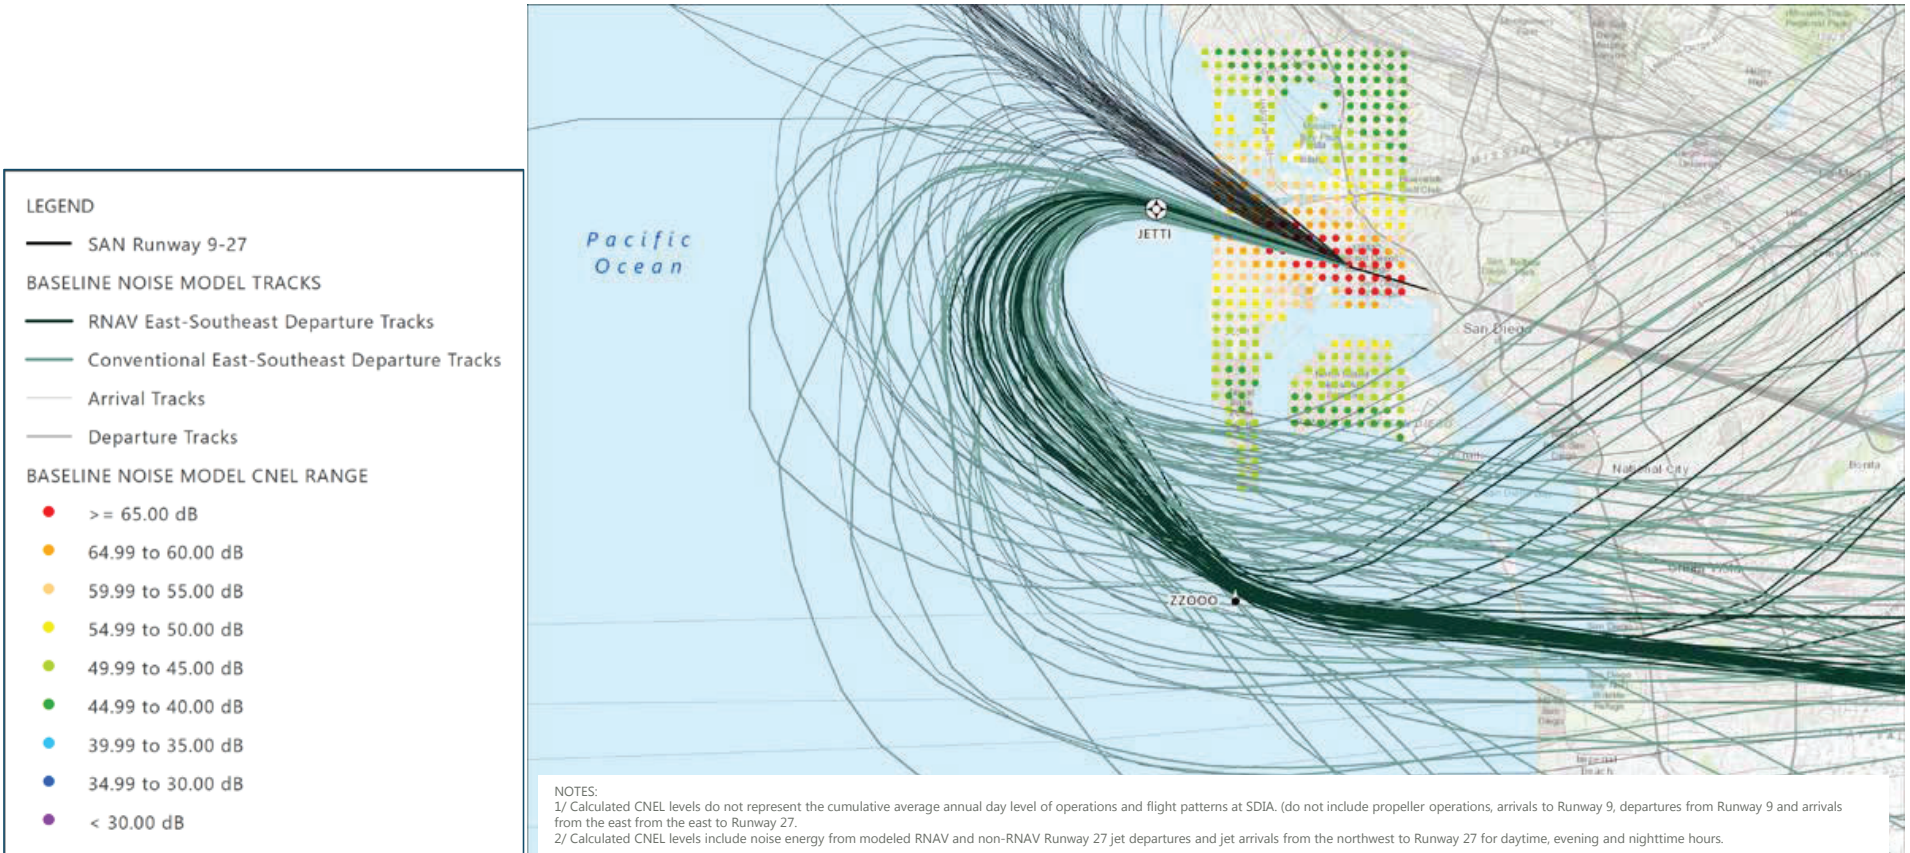 LEGEND
SAN Runway 9-27
BASELINE NOISE MODEL TRACKS
RNAV East-Southeast Departure Tracks
Conventional East-Southeast Departure Tracks
Arrival Tracks
Departure Tracks
BASELINE NOISE MODEL CNEL RANGE
>= 65.00 dB
64.99 to 60.00 dB
59.99 to 55.00 dB
54.99 to 50.00 dB
49.99 to 45.00 dB
44.99 to 40.00 dB
39.99 to 35.00 dB
34.99 to 30.00 dB
< 30.00 dB
Pacific
Ocean
JETTI
MISSION
San Diego
National City
Bonita
Chula Vista
ZZOOO
Imperial
Beach
NOTES:
1/ Calculated CNEL levels do not represent the cumulative average annual day level of operations and flight patterns at SDIA. (do not include propeller operations, arrivals to Runway 9, departures from Runway 9 and arrivals
from the east from the east to Runway 27.
2/ Calculated CNEL levels include noise energy from modeled RNAV and non-RNAV Runway 27 jet departures and jet arrivals from the northwest to Runway 27 for daytime, evening and nighttime hours.